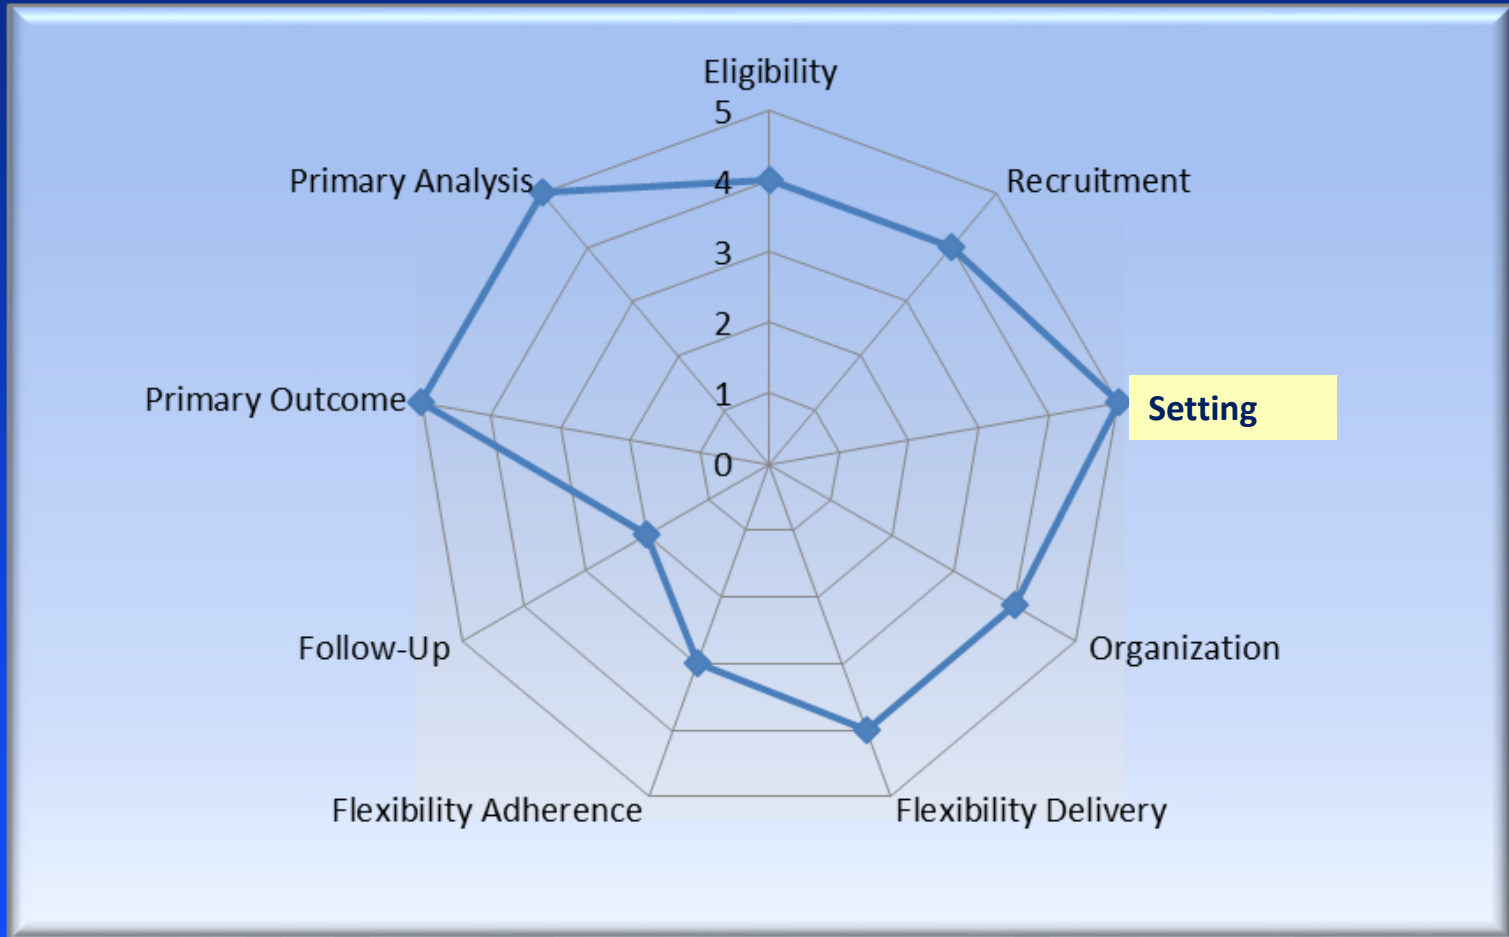 Eligibility
5
Primary Analysis
Recruitment
4
3
2
1
Primary Outcome
Setting
0
Follow-Up
Organization
Flexibility Adherence
Flexibility Delivery